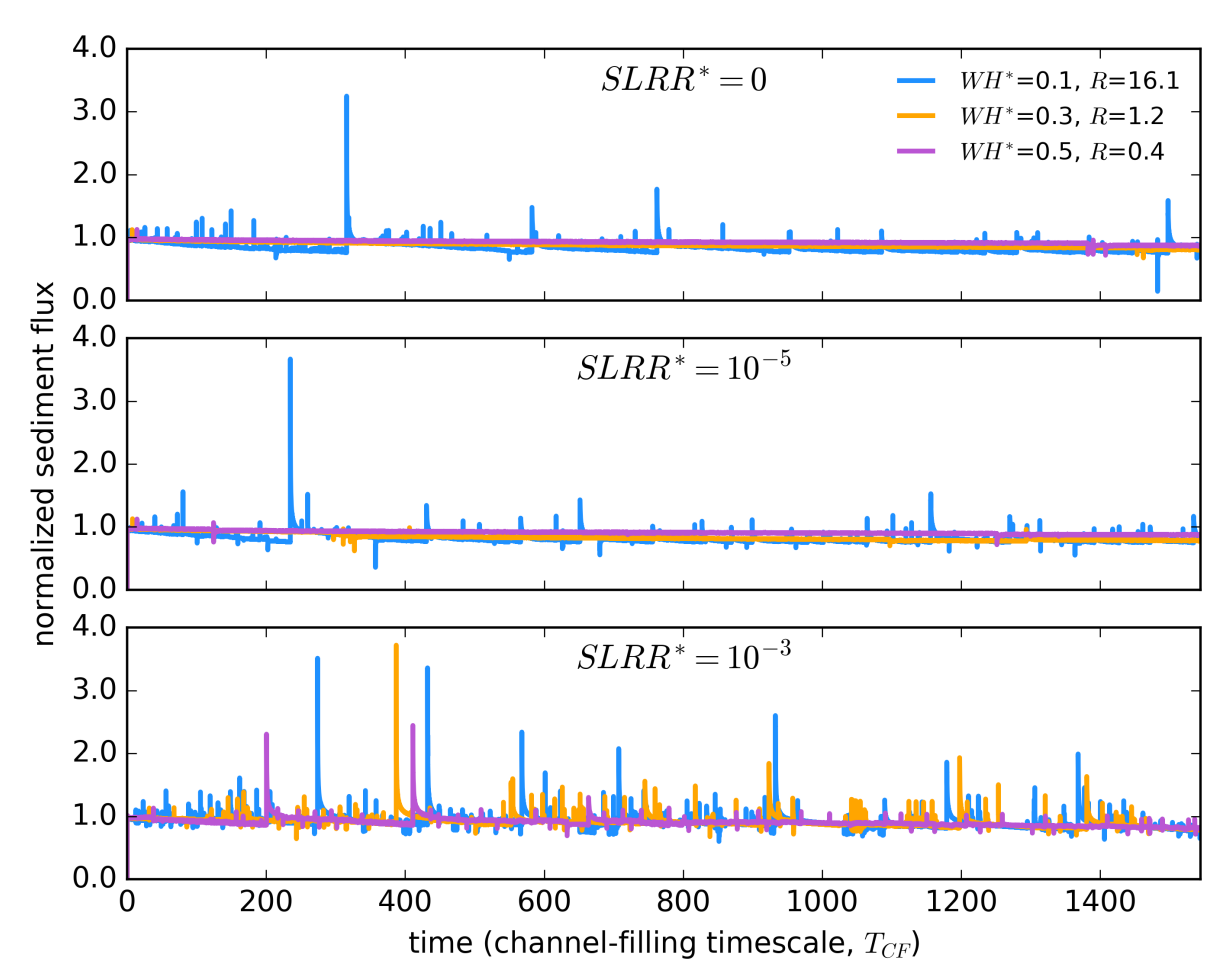 4.0
3.0
2.0
1.0
0.0
SLRR* = 0
WH*=0.1, R=16.1
WH*=0.3, R=1.2
WH*=0.5, R=0.4
normalized sediment flux
4.0
3.0
2.0
1.0
0.0
SLRR* = 10⁻⁵
4.0
3.0
2.0
1.0
0.0
SLRR* = 10⁻³
0 200 400 600 800 1000 1200 1400
time (channel-filling timescale, T_CF)